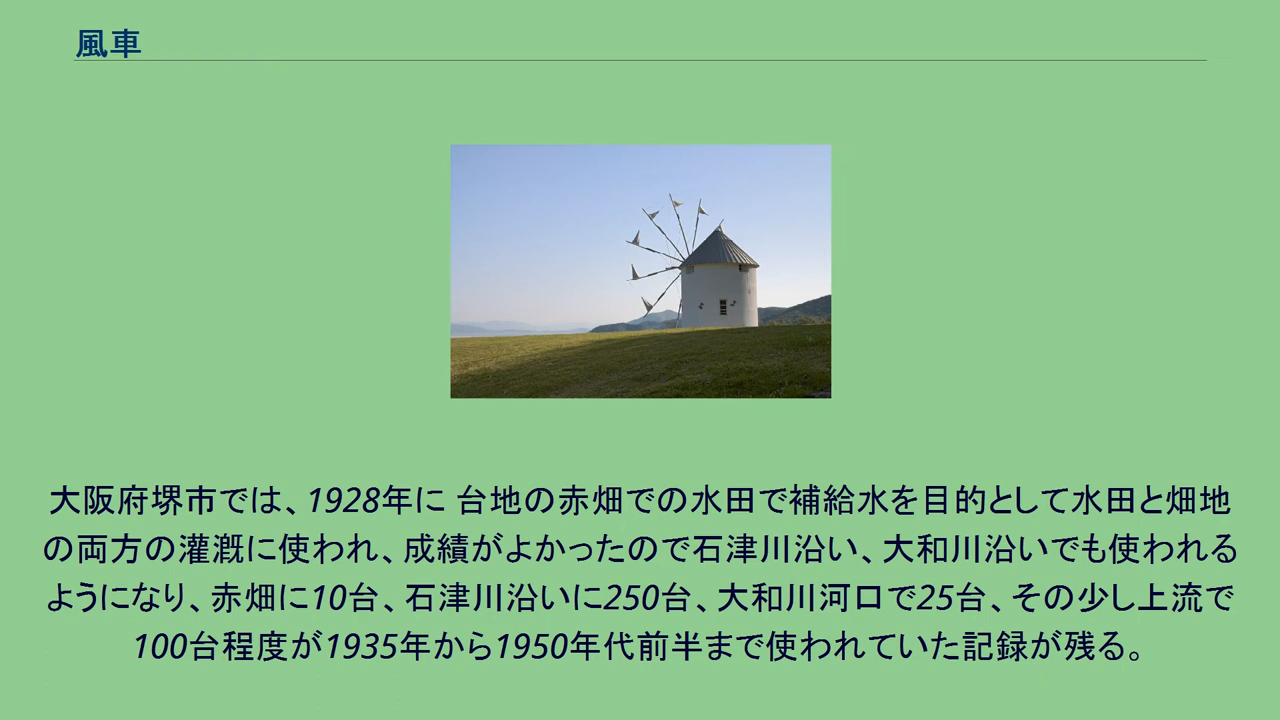 風車
大阪府堺市では、1928年に 台地の赤畑での水田で補給水を目的として水田と畑地
の両方の灌漑に使われ、成績がよかったので石津川沿い、大和川沿いでも使われる
ようになり、赤畑に10台、石津川沿いに250台、大和川河口で25台、その少し上流で
100台程度が1935年から1950年代前半まで使われていた記録が残る。